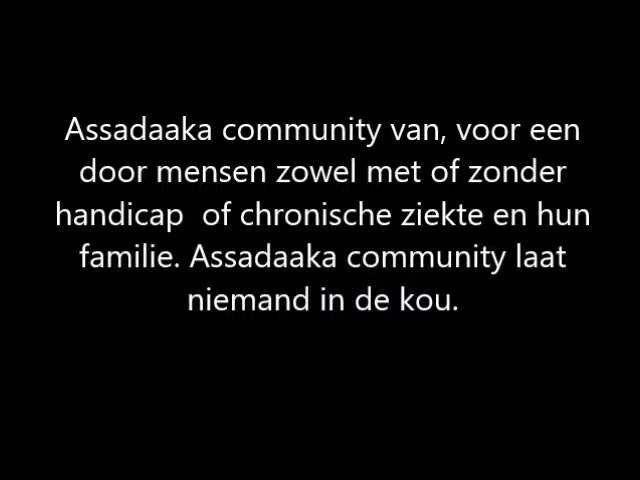 Assadaaka community van, voor een
door mensen zowel met of zonder
handicap  of chronische ziekte en hun
familie. Assadaaka community laat
niemand in de kou.